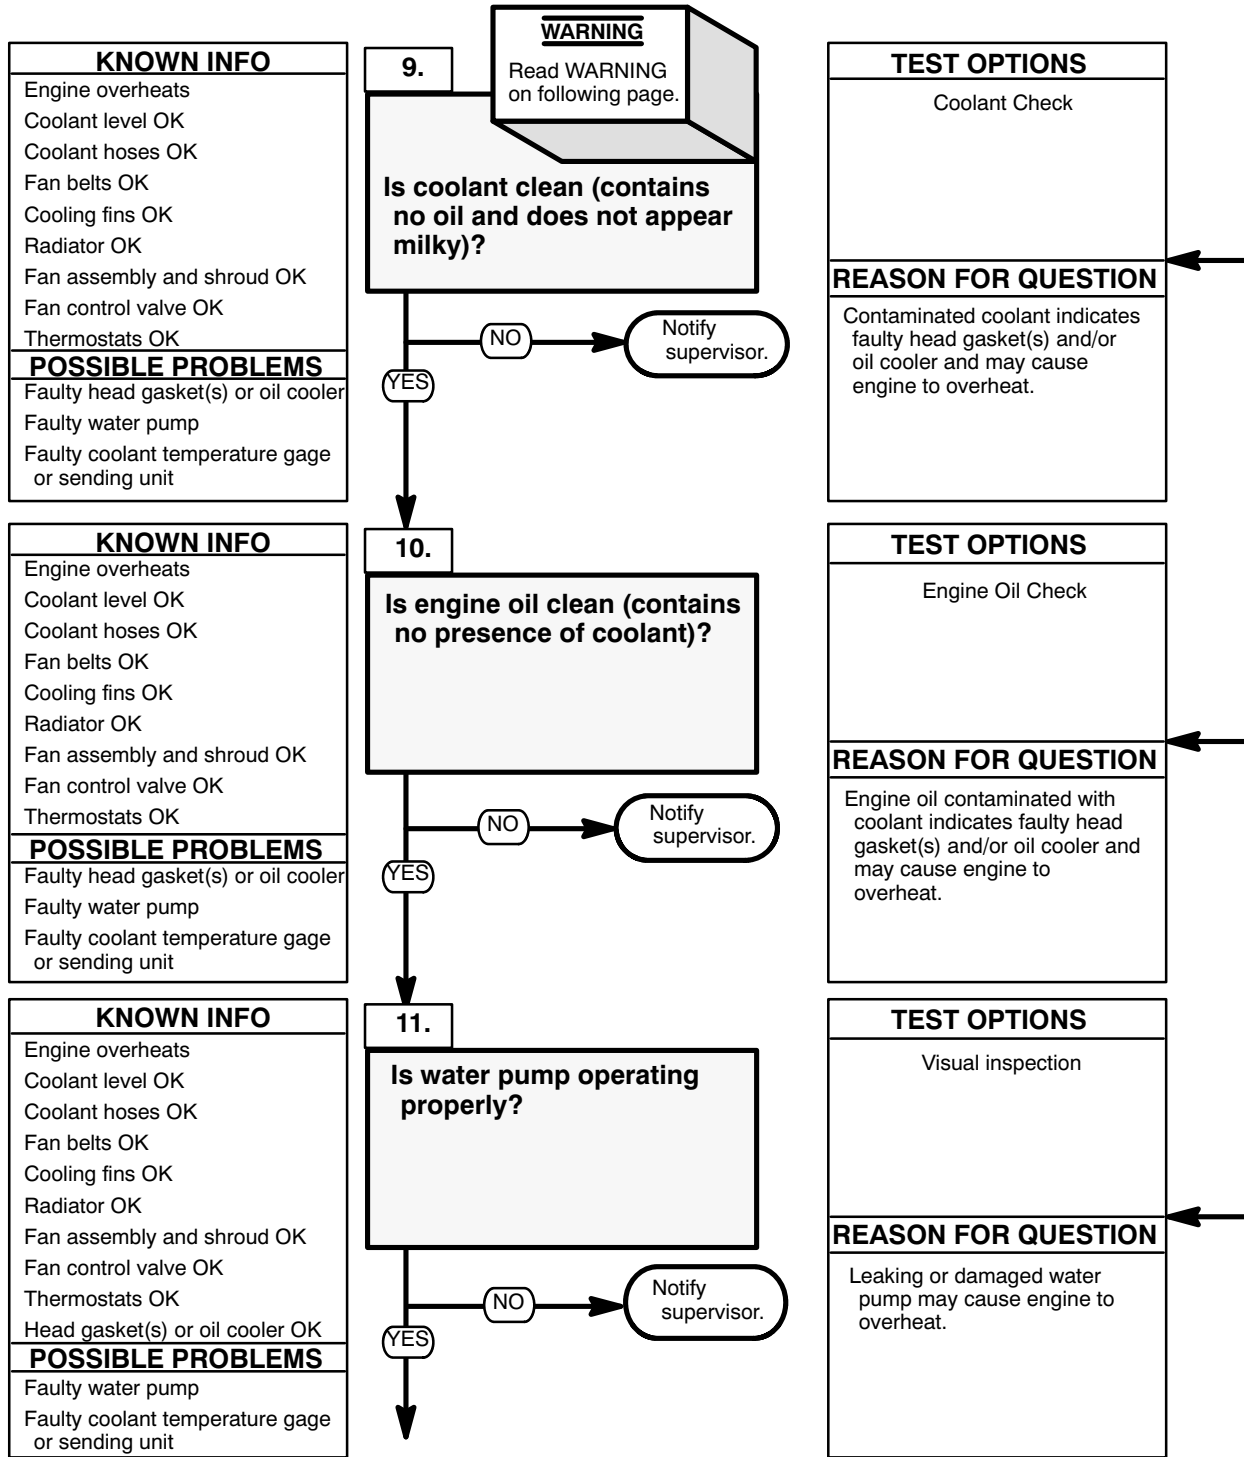 KNOWN INFO
Engine overheats
Coolant level OK
Coolant hoses OK
Fan belts OK
Cooling fins OK
Radiator OK
Fan assembly and shroud OK
Fan control valve OK
Thermostats OK
POSSIBLE PROBLEMS
Faulty head gasket(s) or oil cooler
Faulty water pump
Faulty coolant temperature gage
or sending unit
9.
WARNING
Read WARNING
on following page.
Is coolant clean (contains
no oil and does not appear
milky)?
NO
Notify
supervisor.
YES
TEST OPTIONS
Coolant Check
REASON FOR QUESTION
Contaminated coolant indicates
faulty head gasket(s) and/or
oil cooler and may cause
engine to overheat.
KNOWN INFO
Engine overheats
Coolant level OK
Coolant hoses OK
Fan belts OK
Cooling fins OK
Radiator OK
Fan assembly and shroud OK
Fan control valve OK
Thermostats OK
POSSIBLE PROBLEMS
Faulty head gasket(s) or oil cooler
Faulty water pump
Faulty coolant temperature gage
or sending unit
10.
Is engine oil clean (contains
no presence of coolant)?
NO
Notify
supervisor.
YES
TEST OPTIONS
Engine Oil Check
REASON FOR QUESTION
Engine oil contaminated with
coolant indicates faulty head
gasket(s) and/or oil cooler and
may cause engine to
overheat.
KNOWN INFO
Engine overheats
Coolant level OK
Coolant hoses OK
Fan belts OK
Cooling fins OK
Radiator OK
Fan assembly and shroud OK
Fan control valve OK
Thermostats OK
Head gasket(s) or oil cooler OK
POSSIBLE PROBLEMS
Faulty water pump
Faulty coolant temperature gage
or sending unit
11.
Is water pump operating
properly?
NO
Notify
supervisor.
YES
TEST OPTIONS
Visual inspection
REASON FOR QUESTION
Leaking or damaged water
pump may cause engine to
overheat.